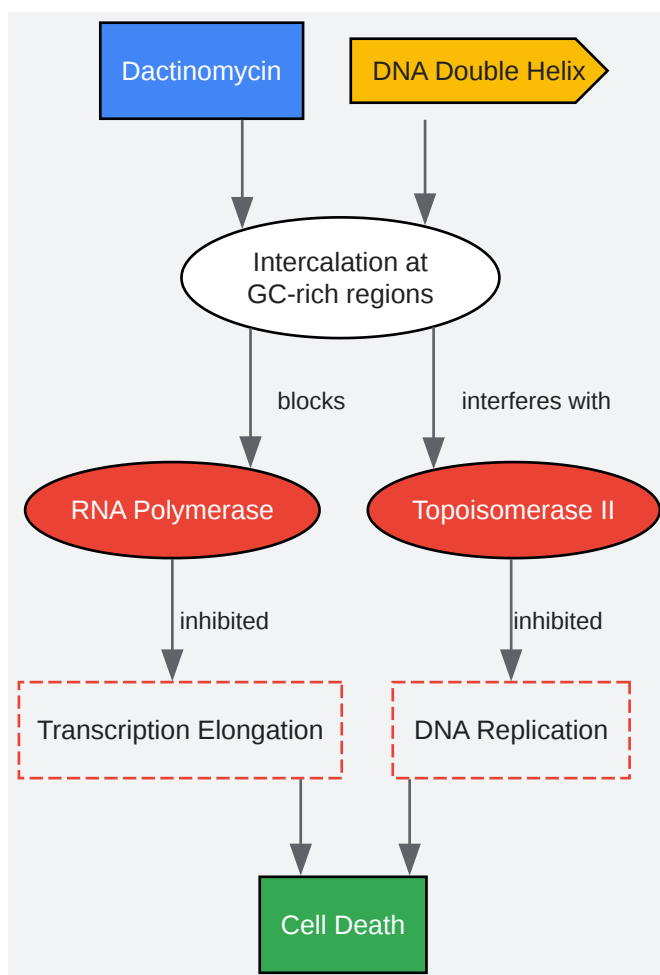 Dactinomycin
DNA Double Helix
Intercalation at
GC-rich regions
blocks
interferes with
RNA Polymerase
Topoisomerase II
inhibited
inhibited
Transcription Elongation
DNA Replication
Cell Death